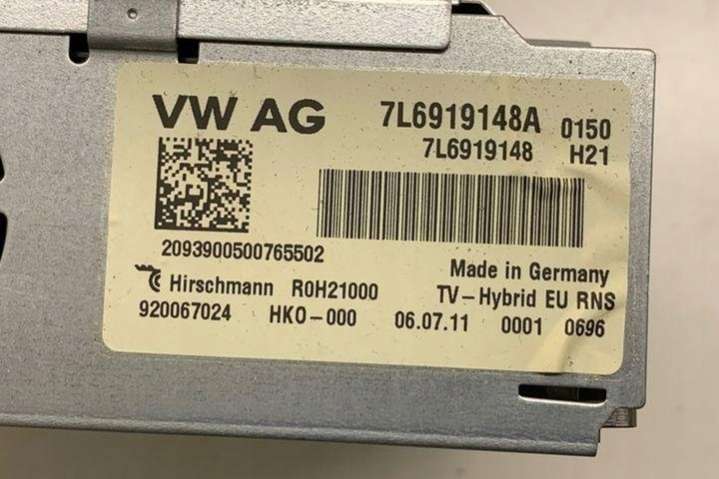 VW AG 7L6919148A 0150
7L6919148 H21
2093900500765502
Made in Germany
Hirschmann R0H21000 TV-Hybrid EU RNS
920067024 HKO-000 06.07.11 0001 0696